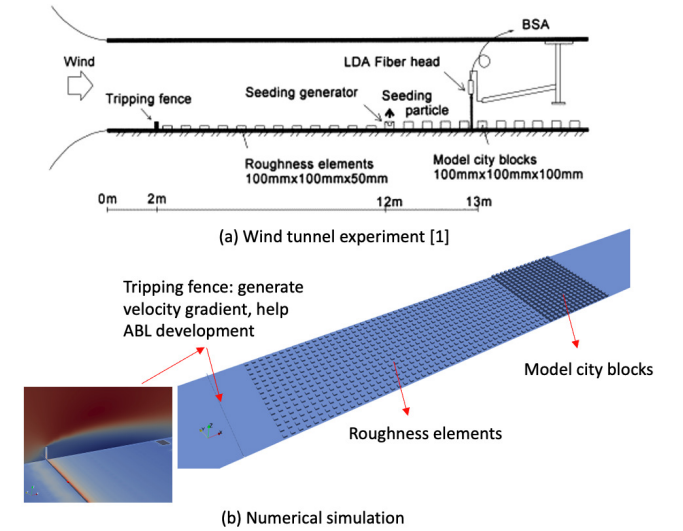 BSA
Wind
LDA Fiber head
Tripping fence
Seeding generator
Seeding
particle
Roughness elements
100mmx100mmx50mm
Model city blocks
100mmx100mmx100mm
0m
2m
12m
13m
(a) Wind tunnel experiment [1]
Tripping fence: generate
velocity gradient, help
ABL development
Model city blocks
Roughness elements
(b) Numerical simulation